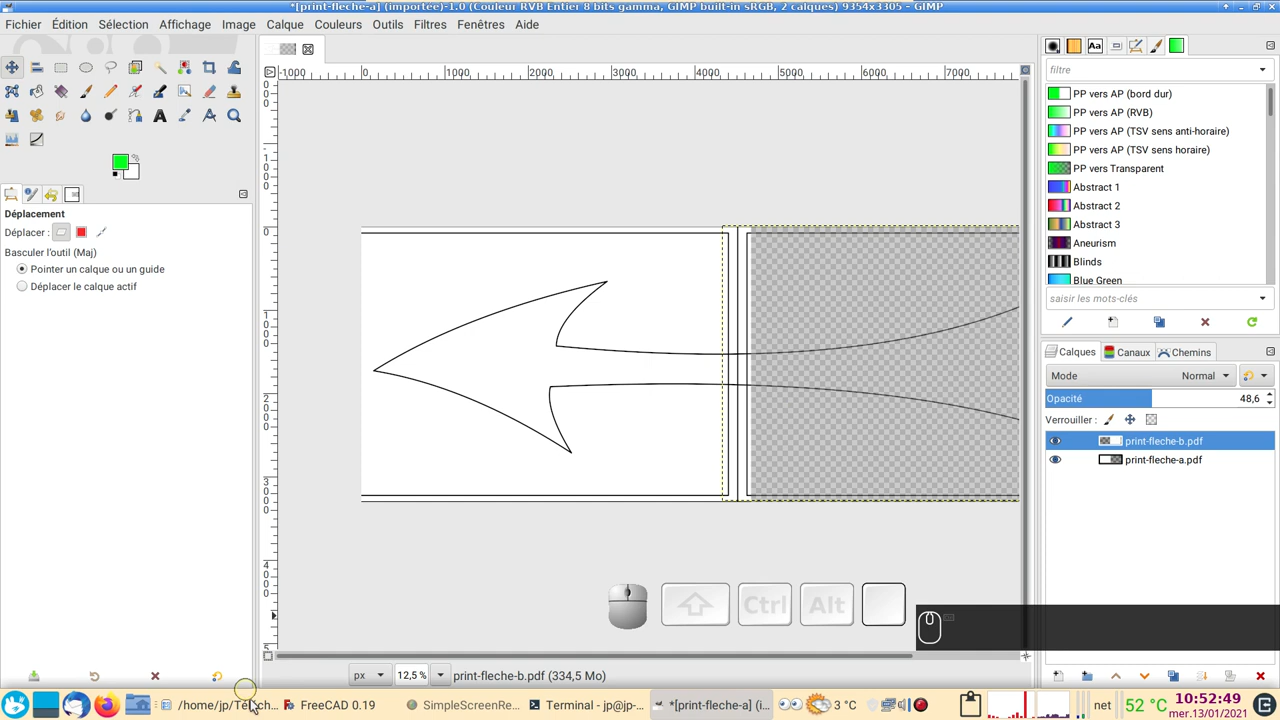 *[print-fleche-a] (importée)-1.0 (Couleur RVB Entier 8 bits gamma, GIMP built-in sRGB, 2 calques) 9354x3305 – GIMP
Fichier Édition Sélection Affichage Image Calque Couleurs Outils Filtres Fenêtres Aide
-1000 0 1000 2000 3000 4000 5000 6000 7000
Déplacement
Déplacer :
Basculer l'outil (Maj)
Pointer un calque ou un guide
Déplacer le calque actif
Aa
filtre
PP vers AP (bord dur)
PP vers AP (RVB)
PP vers AP (TSV sens anti-horaire)
PP vers AP (TSV sens horaire)
PP vers Transparent
Abstract 1
Abstract 2
Abstract 3
Aneurism
Blinds
Blue Green
saisir les mots-clés
Calques Canaux Chemins
Mode Normal
Opacité 48,6
Verrouiller :
print-fleche-b.pdf
print-fleche-a.pdf
Ctrl Alt
px 12,5 % print-fleche-b.pdf (334,5 Mo)
FreeCAD 0.19 Terminal - jp@jp-... *[print-fleche-a] (i... 3 °C net 52 °C 10:52:49
mer.13/01/2021